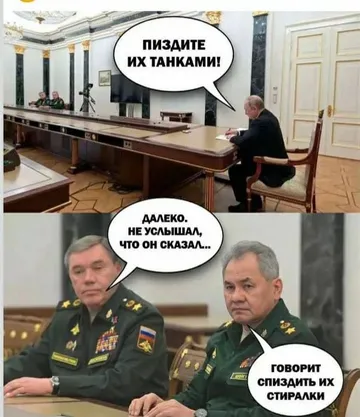 ПИЗДИТЕ
ИХ ТАНКАМИ!
ДАЛЕКО.
НЕ УСЛЫШАЛ,
ЧТО ОН СКАЗАЛ...
ГОВОРИТ
СПИЗДИТЬ ИХ
СТИРАЛКИ